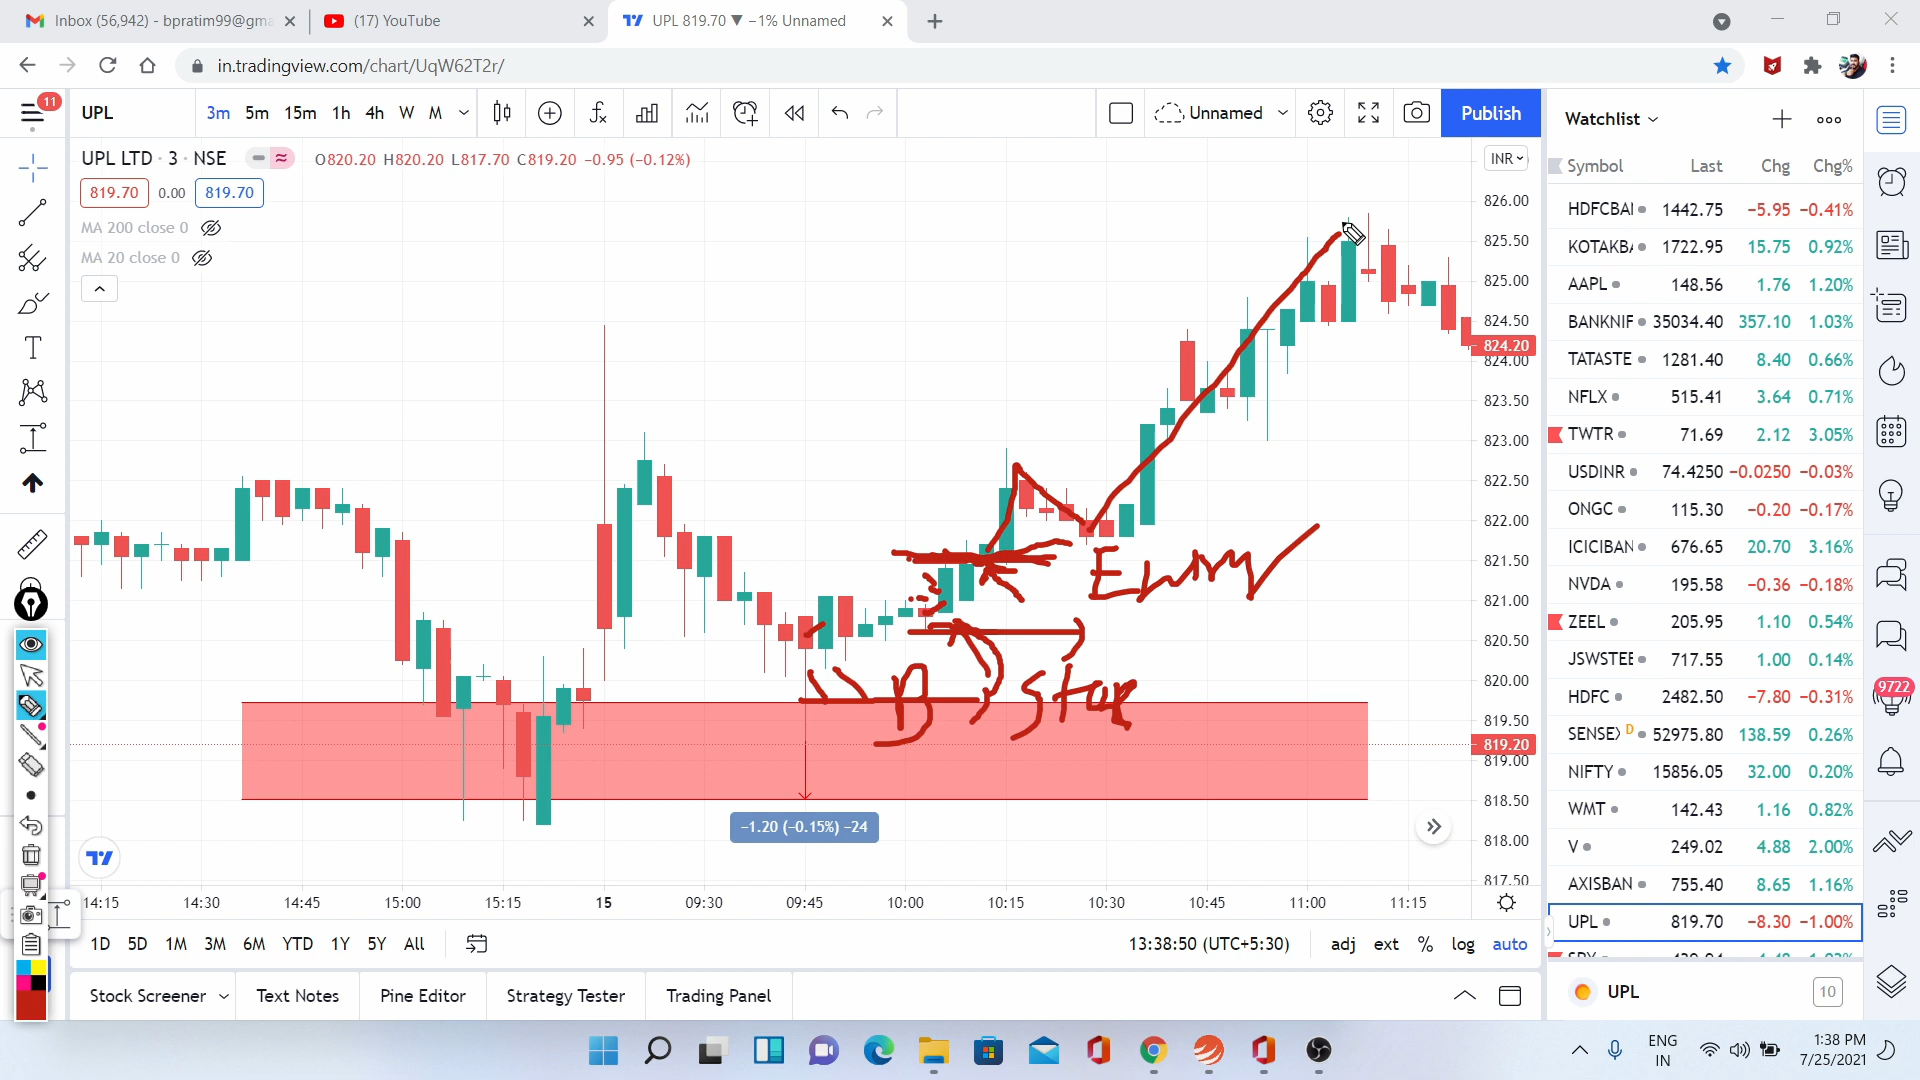 Inbox (56,942) - bpratim99@gma
(17) YouTube
UPL 819.70 ▼ −1% Unnamed
in.tradingview.com/chart/UqW62T2r/
11
UPL
3m 5m 15m 1h 4h W M
Unnamed
Publish
UPL LTD · 3 · NSE
O820.20 H820.20 L817.70 C819.20 −0.95 (−0.12%)
819.70 0.00 819.70
MA 200 close 0
MA 20 close 0
INR
826.00
825.50
825.00
824.50
824.20
824.00
823.50
823.00
822.50
822.00
821.50
821.00
820.50
820.00
819.50
819.20
819.00
818.50
818.00
817.50
Stop
−1.20 (−0.15%) −24
14:15 14:30 14:45 15:00 15:15 15 09:30 09:45 10:00 10:15 10:30 10:45 11:00 11:15
1D 5D 1M 3M 6M YTD 1Y 5Y All
13:38:50 (UTC+5:30) adj ext % log auto
Stock Screener Text Notes Pine Editor Strategy Tester Trading Panel
Watchlist
Symbol Last Chg Chg%
HDFCBA 1442.75 −5.95 −0.41%
KOTAKB 1722.95 15.75 0.92%
AAPL 148.56 1.76 1.20%
BANKNIF 35034.40 357.10 1.03%
TATASTE 1281.40 8.40 0.66%
NFLX 515.41 3.64 0.71%
TWTR 71.69 2.12 3.05%
USDINR 74.4250 −0.0250 −0.03%
ONGC 115.30 −0.20 −0.17%
ICICIBAN 676.65 20.70 3.16%
NVDA 195.58 −0.36 −0.18%
ZEEL 205.95 1.10 0.54%
JSWSTEE 717.55 1.00 0.14%
HDFC 2482.50 −7.80 −0.31%
SENSEX D 52975.80 138.59 0.26%
NIFTY 15856.05 32.00 0.20%
WMT 142.43 1.16 0.82%
V 249.02 4.88 2.00%
AXISBAN 755.40 8.65 1.16%
UPL 819.70 −8.30 −1.00%
UPL 10
9722
ENG
IN
1:38 PM
7/25/2021